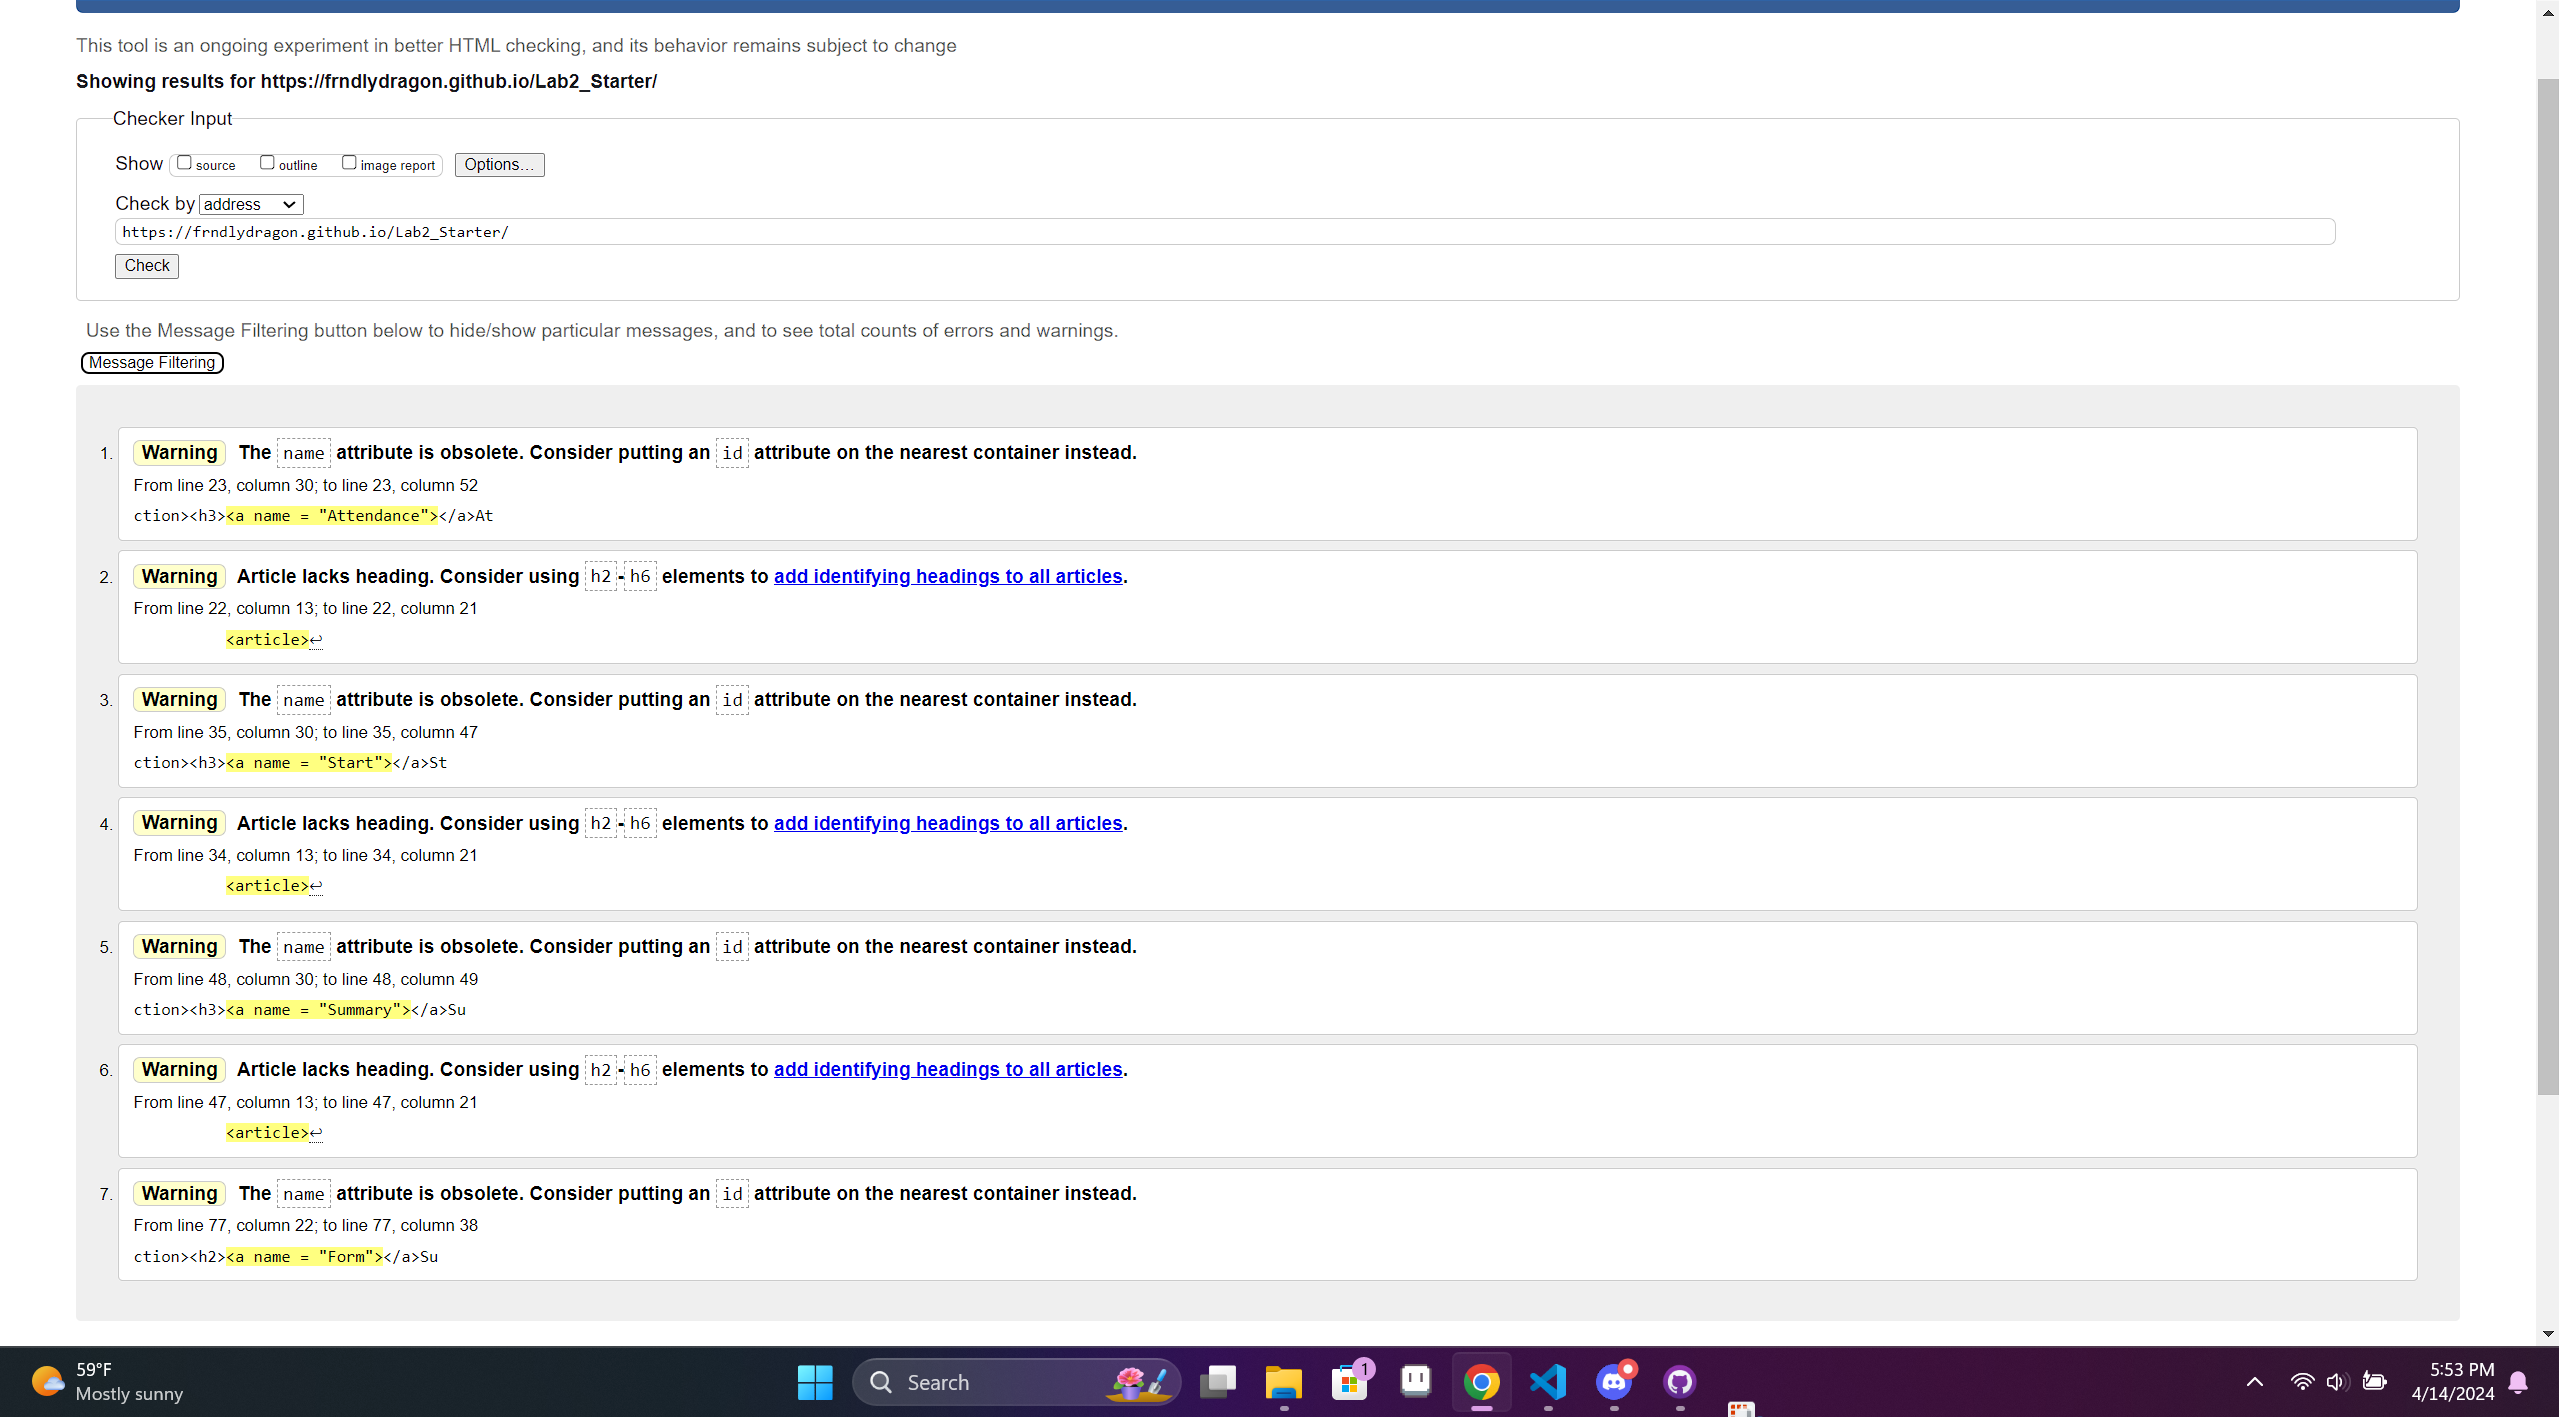 This tool is an ongoing experiment in better HTML checking, and its behavior remains subject to change
Showing results for https://frndlydragon.github.io/Lab2_Starter/
Checker Input
Show source outline image report Options...
Check by address
https://frndlydragon.github.io/Lab2_Starter/
Check
Use the Message Filtering button below to hide/show particular messages, and to see total counts of errors and warnings.
Message Filtering
1. Warning The name attribute is obsolete. Consider putting an id attribute on the nearest container instead.
From line 23, column 30; to line 23, column 52
ction><h3><a name = "Attendance"></a>At
2. Warning Article lacks heading. Consider using h2-h6 elements to add identifying headings to all articles.
From line 22, column 13; to line 22, column 21
<article>↩
3. Warning The name attribute is obsolete. Consider putting an id attribute on the nearest container instead.
From line 35, column 30; to line 35, column 47
ction><h3><a name = "Start"></a>St
4. Warning Article lacks heading. Consider using h2-h6 elements to add identifying headings to all articles.
From line 34, column 13; to line 34, column 21
<article>↩
5. Warning The name attribute is obsolete. Consider putting an id attribute on the nearest container instead.
From line 48, column 30; to line 48, column 49
ction><h3><a name = "Summary"></a>Su
6. Warning Article lacks heading. Consider using h2-h6 elements to add identifying headings to all articles.
From line 47, column 13; to line 47, column 21
<article>↩
7. Warning The name attribute is obsolete. Consider putting an id attribute on the nearest container instead.
From line 77, column 22; to line 77, column 38
ction><h2><a name = "Form"></a>Su
59°F
Mostly sunny
Search
1
5:53 PM
4/14/2024